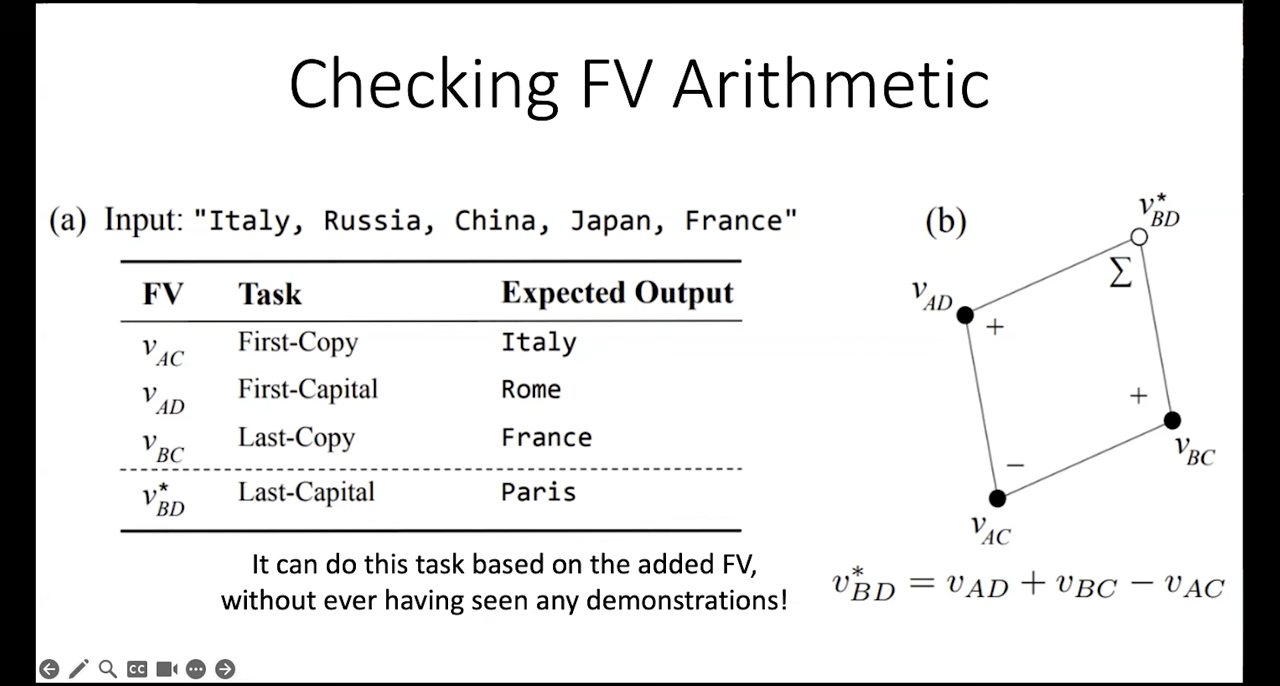 Checking FV Arithmetic
(a) Input: "Italy, Russia, China, Japan, France"
FV Task Expected Output
v_AC First-Copy Italy
v_AD First-Capital Rome
v_BC Last-Copy France
v*_BD Last-Capital Paris
It can do this task based on the added FV,
without ever having seen any demonstrations!
(b)
v*_BD
Σ
v_AD
+
+
v_BC
−
v_AC
v*_BD = v_AD + v_BC − v_AC
CC